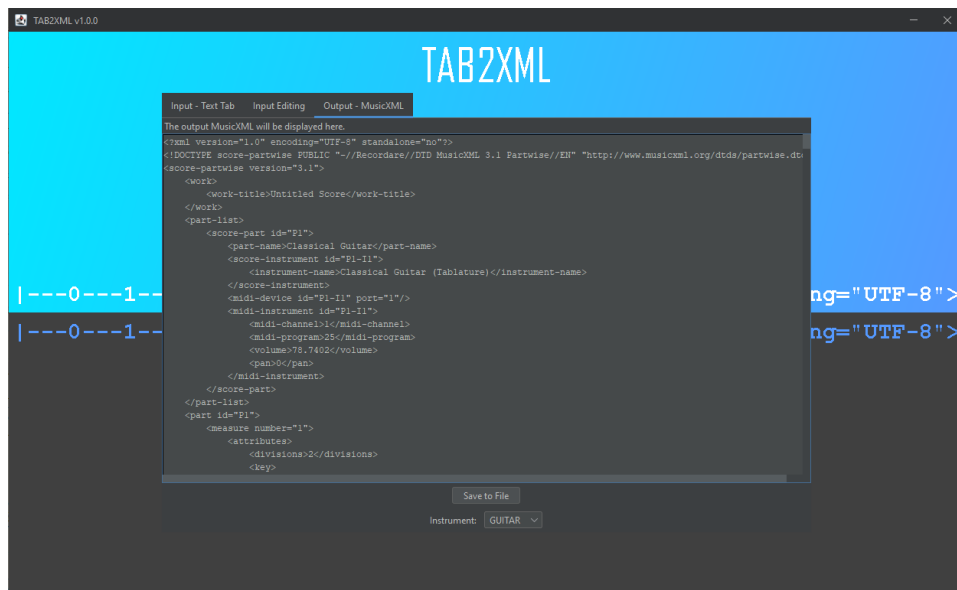 TAB2XML v1.0.0
TAB2XML
Input - Text Tab Input Editing Output - MusicXML
The output MusicXML will be displayed here.
<?xml version="1.0" encoding="UTF-8" standalone="no"?>
<!DOCTYPE score-partwise PUBLIC "-//Recordare//DTD MusicXML 3.1 Partwise//EN" "http://www.musicxml.org/dtds/partwise.dt
<score-partwise version="3.1">
<work>
<work-title>Untitled Score</work-title>
</work>
<part-list>
<score-part id="P1">
<part-name>Classical Guitar</part-name>
<score-instrument id="P1-I1">
<instrument-name>Classical Guitar (Tablature)</instrument-name>
</score-instrument>
<midi-device id="P1-I1" port="1"/>
<midi-instrument id="P1-I1">
<midi-channel>1</midi-channel>
<midi-program>25</midi-program>
<volume>78.7402</volume>
<pan>0</pan>
</midi-instrument>
</score-part>
</part-list>
<part id="P1">
<measure number="1">
<attributes>
<divisions>2</divisions>
<key>
|---0---1-- ng="UTF-8">
|---0---1-- ng="UTF-8">
Save to File
Instrument: GUITAR